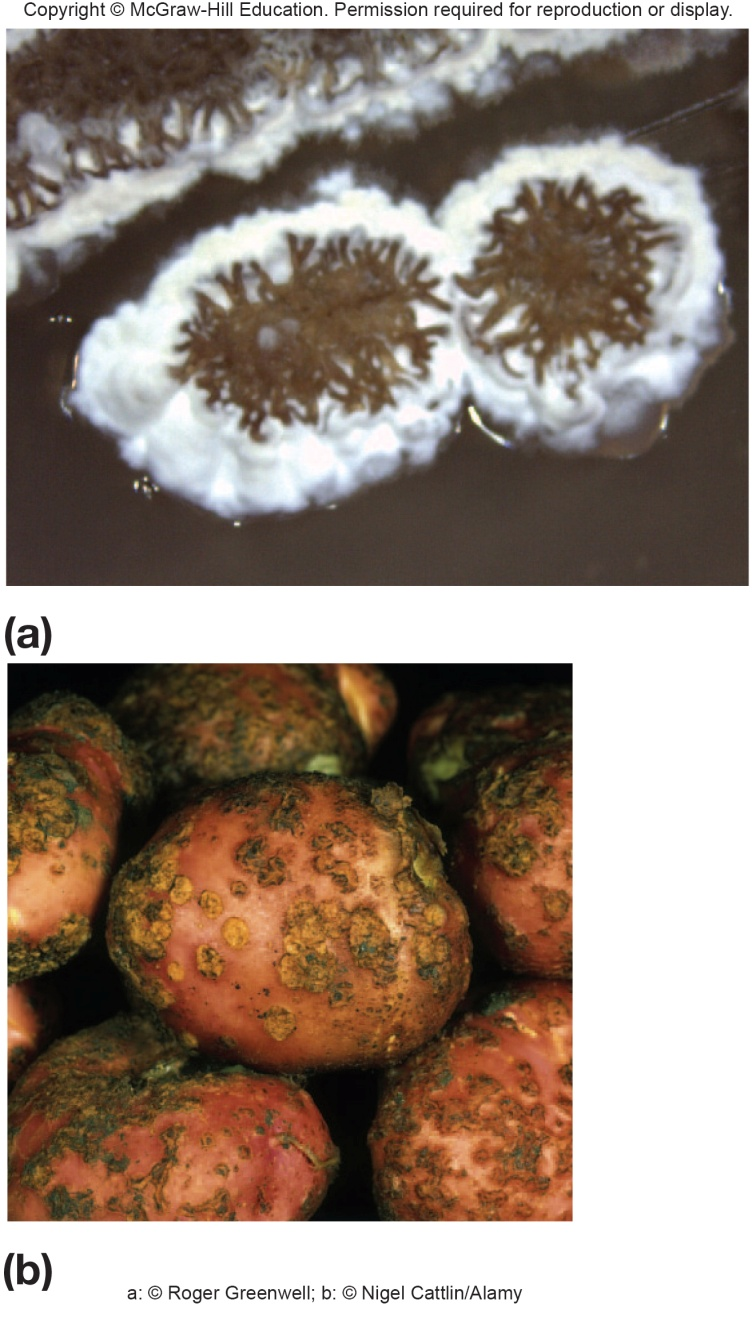 Copyright © McGraw-Hill Education. Permission required for reproduction or display.
(a)
(b)
a: © Roger Greenwell; b: © Nigel Cattlin/Alamy